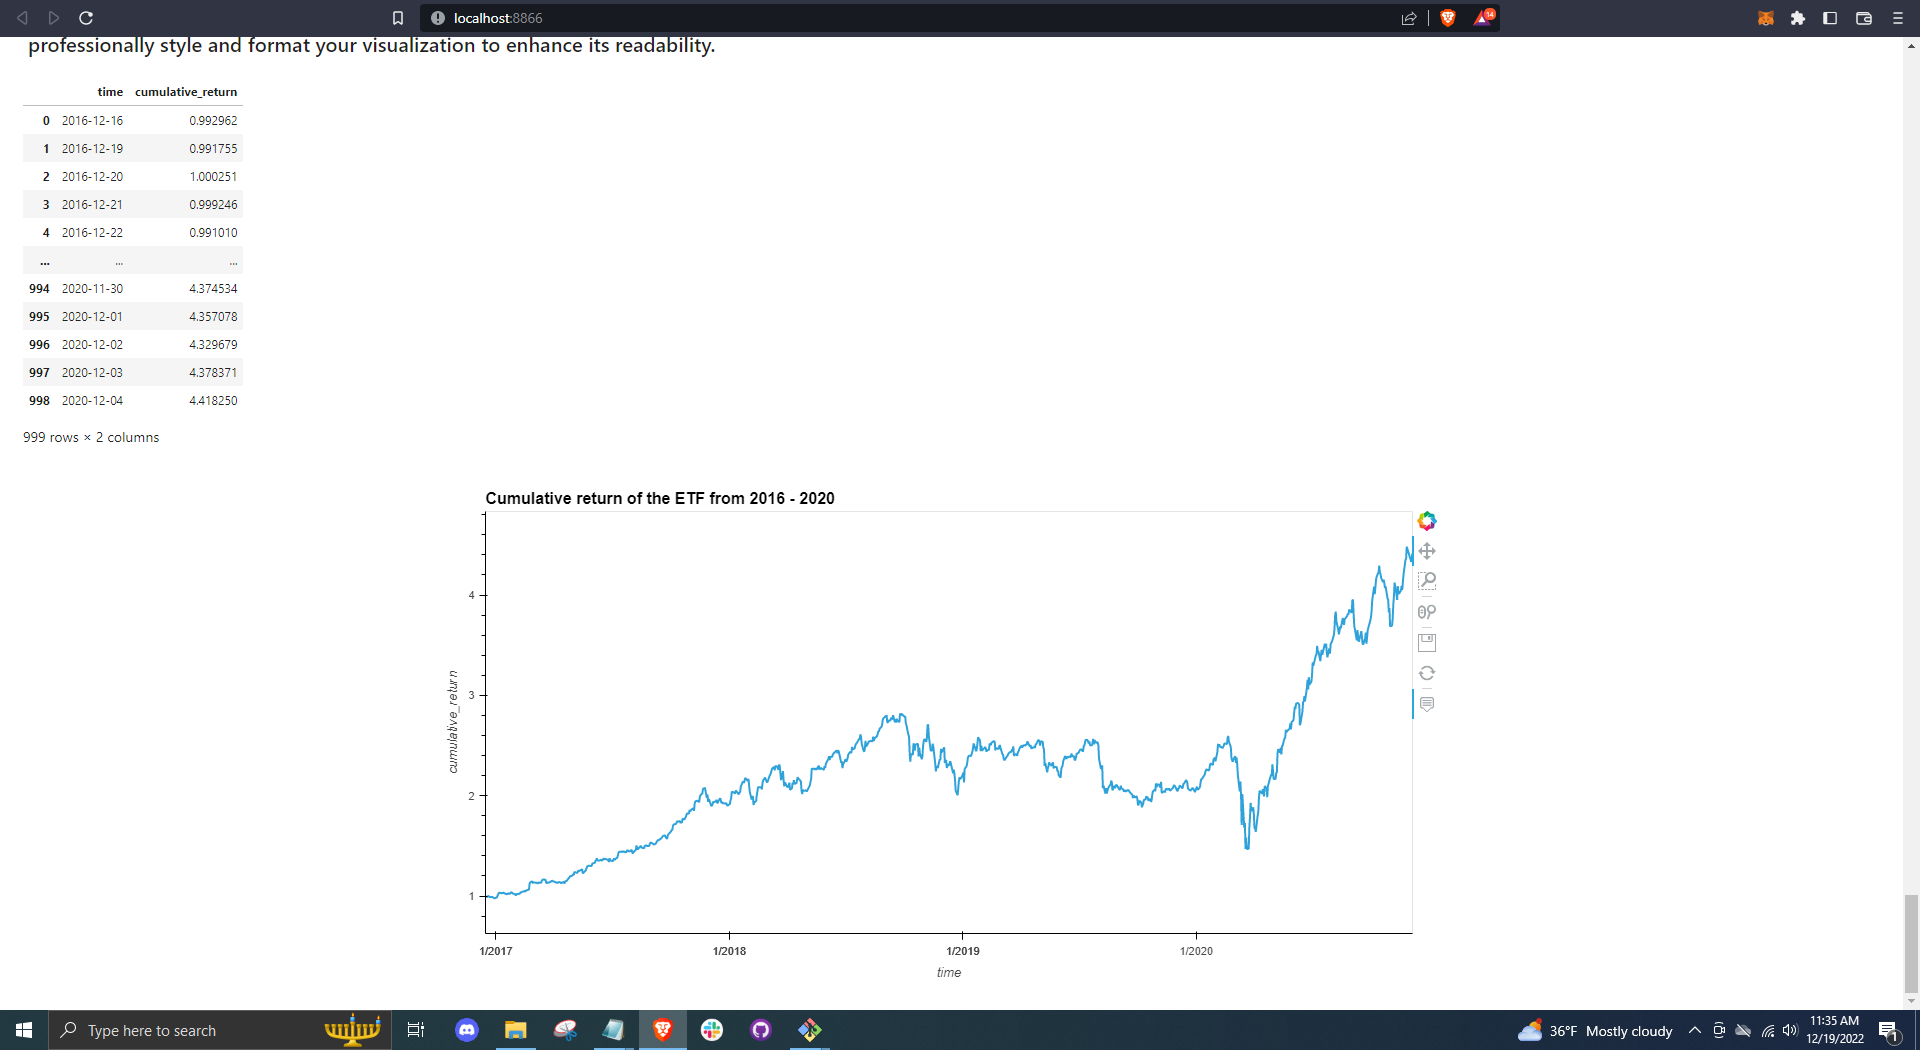 localhost:8866
14
professionally style and format your visualization to enhance its readability.
time cumulative_return
0 2016-12-16 0.992962
1 2016-12-19 0.991755
2 2016-12-20 1.000251
3 2016-12-21 0.999246
4 2016-12-22 0.991010
... ... ...
994 2020-11-30 4.374534
995 2020-12-01 4.357078
996 2020-12-02 4.329679
997 2020-12-03 4.378371
998 2020-12-04 4.418250
999 rows × 2 columns
Cumulative return of the ETF from 2016 - 2020
cumulative_return
4
3
2
1
1/2017 1/2018 1/2019 1/2020
time
Type here to search
36°F Mostly cloudy
11:35 AM
12/19/2022
1